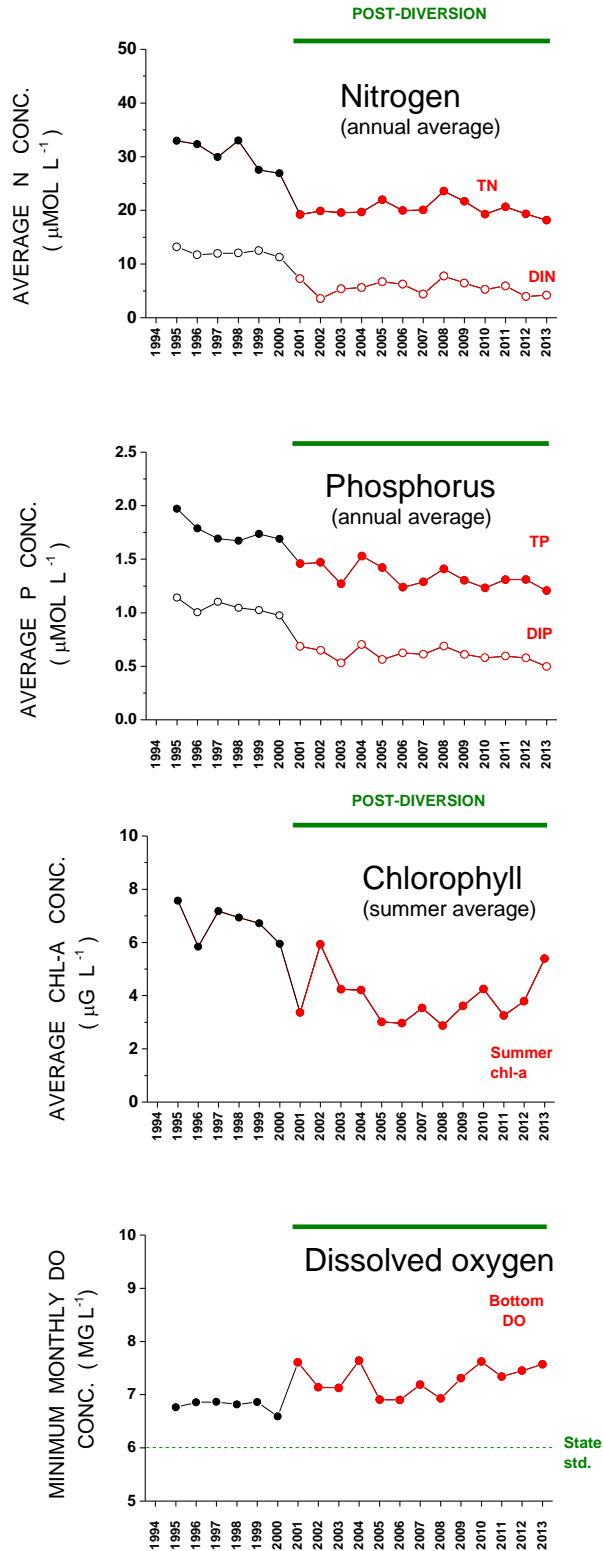 POST-DIVERSION
50
40
30
20
10
0
AVERAGE N CONC.
( μMOL L-1)
Nitrogen
(annual average)
TN
DIN
1994 1995 1996 1997 1998 1999 2000 2001 2002 2003 2004 2005 2006 2007 2008 2009 2010 2011 2012 2013
2.5
2.0
1.5
1.0
0.5
0.0
AVERAGE P CONC.
( μMOL L-1)
Phosphorus
(annual average)
TP
DIP
1994 1995 1996 1997 1998 1999 2000 2001 2002 2003 2004 2005 2006 2007 2008 2009 2010 2011 2012 2013
POST-DIVERSION
10
8
6
4
2
0
AVERAGE CHL-A CONC.
( μG L-1)
Chlorophyll
(summer average)
Summer
chl-a
1994 1995 1996 1997 1998 1999 2000 2001 2002 2003 2004 2005 2006 2007 2008 2009 2010 2011 2012 2013
10
9
8
7
6
5
MINIMUM MONTHLY DO
CONC. ( MG L-1)
Dissolved oxygen
Bottom
DO
State
std.
1994 1995 1996 1997 1998 1999 2000 2001 2002 2003 2004 2005 2006 2007 2008 2009 2010 2011 2012 2013